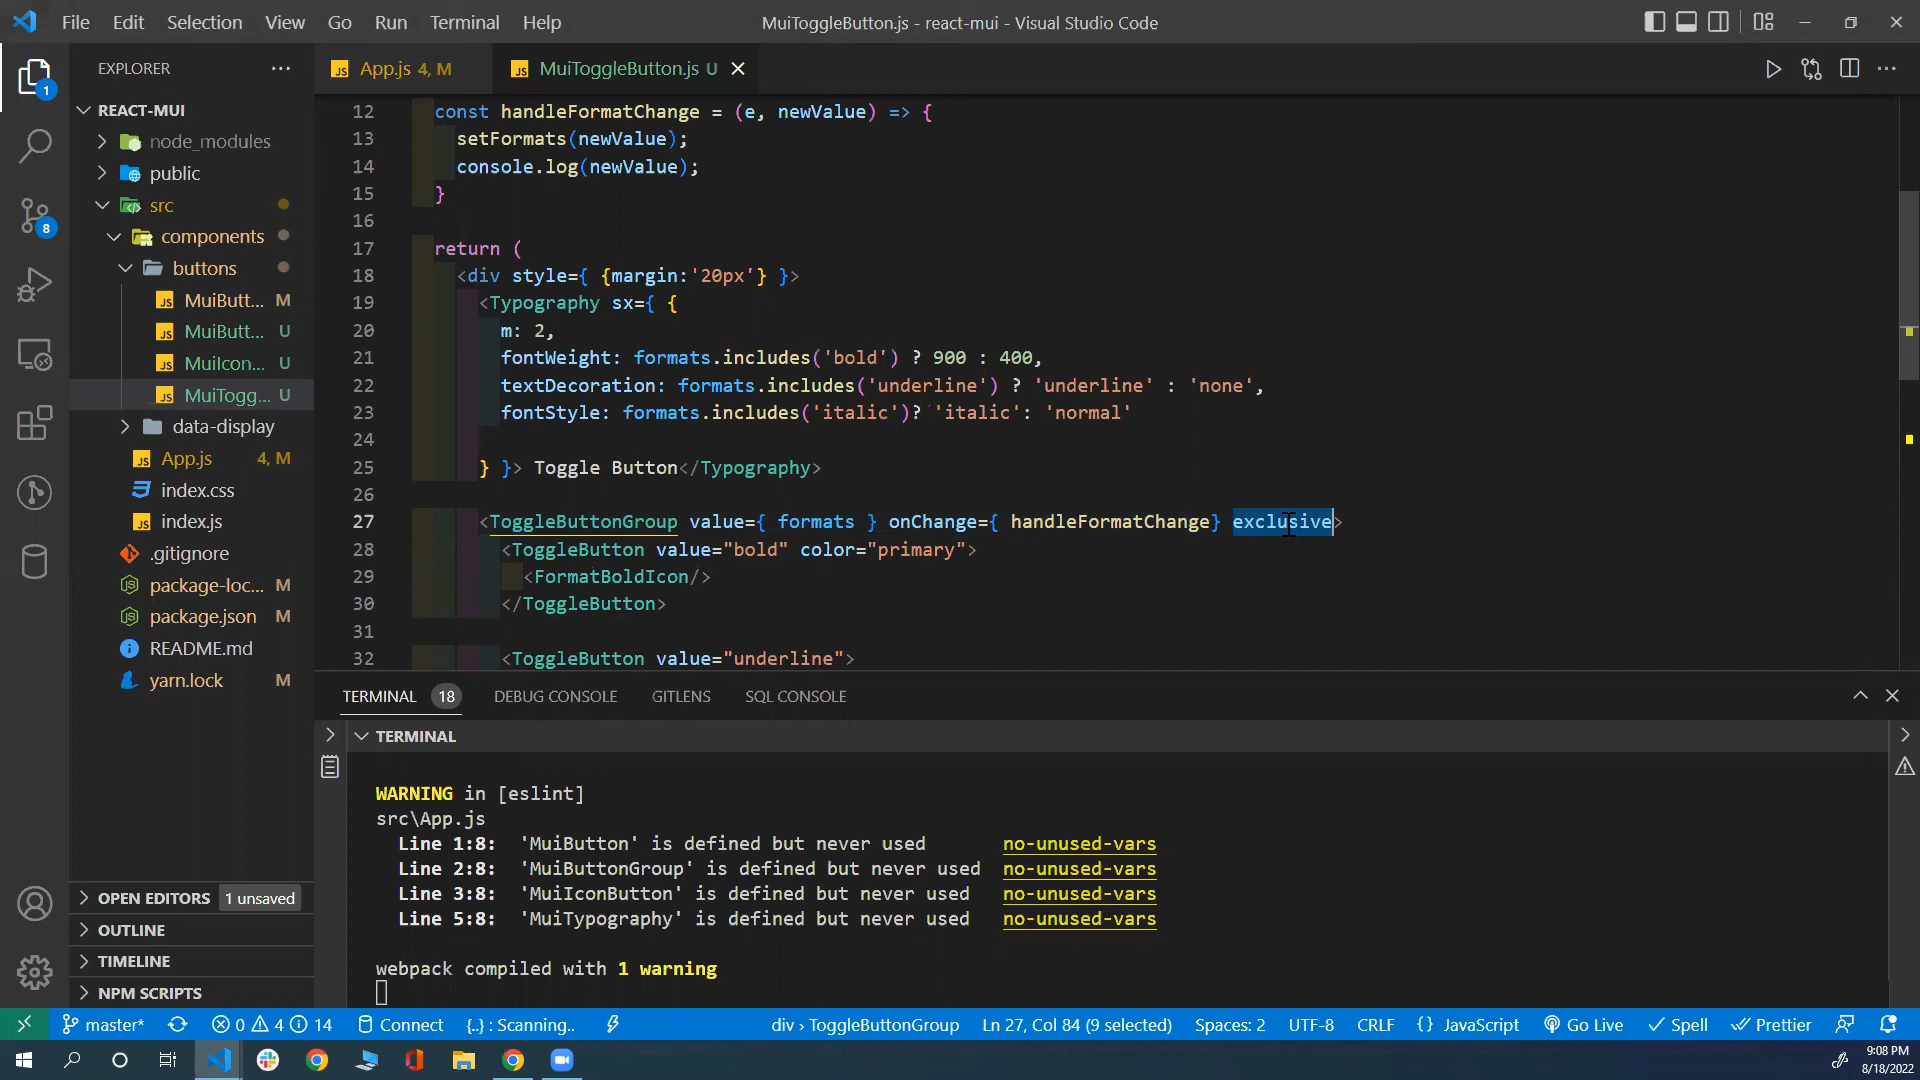 File Edit Selection View Go Run Terminal Help
MuiToggleButton.js - react-mui - Visual Studio Code
EXPLORER
App.js 4, M
MuiToggleButton.js U
REACT-MUI
node_modules
public
src
components
buttons
MuiButt... M
MuiButt... U
MuiIcon... U
MuiTogg... U
data-display
App.js 4, M
index.css
index.js
.gitignore
package-loc... M
package.json M
README.md
yarn.lock M
OPEN EDITORS 1 unsaved
OUTLINE
TIMELINE
NPM SCRIPTS
1
8
12 const handleFormatChange = (e, newValue) => {
13 setFormats(newValue);
14 console.log(newValue);
15 }
16
17 return (
18 <div style={ {margin:'20px'} }>
19 <Typography sx={ {
20 m: 2,
21 fontWeight: formats.includes('bold') ? 900 : 400,
22 textDecoration: formats.includes('underline') ? 'underline' : 'none',
23 fontStyle: formats.includes('italic')? 'italic': 'normal'
24
25 } }> Toggle Button</Typography>
26
27 <ToggleButtonGroup value={ formats } onChange={ handleFormatChange} exclusive>
28 <ToggleButton value="bold" color="primary">
29 <FormatBoldIcon/>
30 </ToggleButton>
31
32 <ToggleButton value="underline">
TERMINAL 18 DEBUG CONSOLE GITLENS SQL CONSOLE
TERMINAL
WARNING in [eslint]
src\App.js
Line 1:8: 'MuiButton' is defined but never used no-unused-vars
Line 2:8: 'MuiButtonGroup' is defined but never used no-unused-vars
Line 3:8: 'MuiIconButton' is defined but never used no-unused-vars
Line 5:8: 'MuiTypography' is defined but never used no-unused-vars
webpack compiled with 1 warning
master* 0 4 14 Connect {..} : Scanning.. div › ToggleButtonGroup Ln 27, Col 84 (9 selected) Spaces: 2 UTF-8 CRLF {} JavaScript Go Live Spell Prettier
9:08 PM
8/18/2022